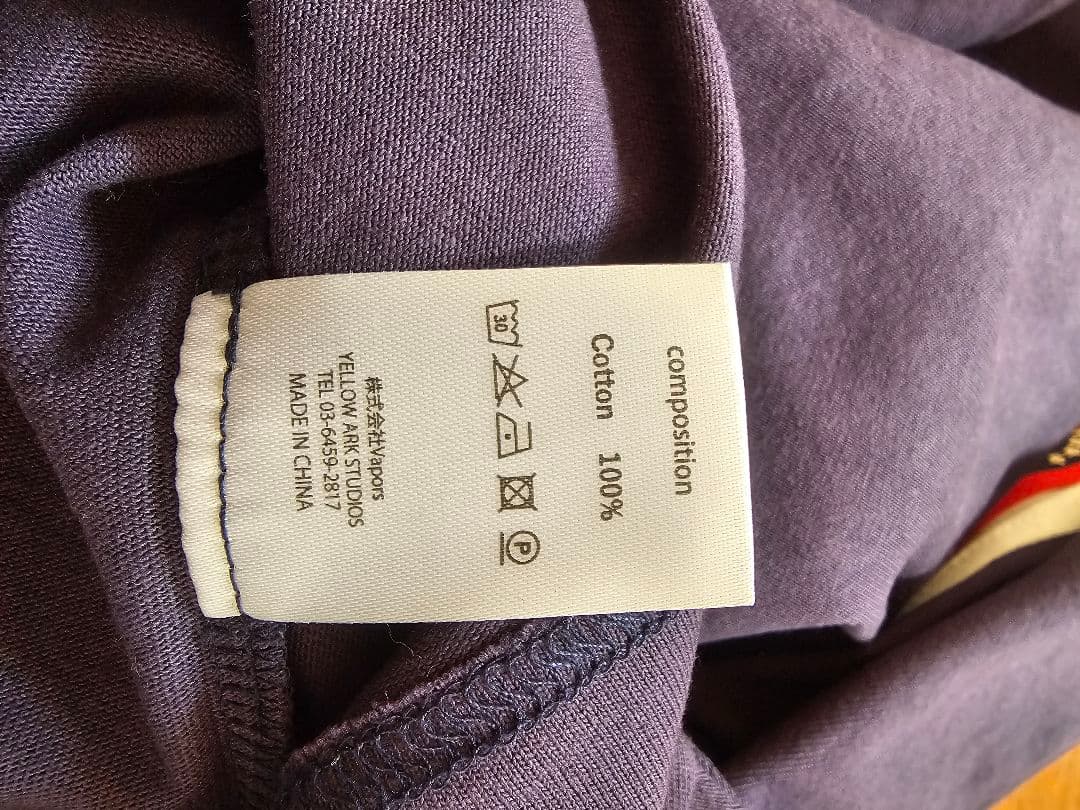 composition
Cotton 100%
30
P
株式会社Vapors
YELLOW ARK STUDIOS
TEL 03-6459-2817
MADE IN CHINA